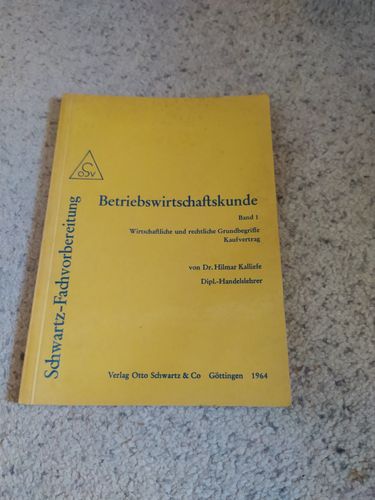 OSV
Schwartz-Fachvorbereitung
Betriebswirtschaftskunde
Band 1
Wirtschaftliche und rechtliche Grundbegriffe
Kaufvertrag
von Dr. Hilmar Kalliefe
Dipl.-Handelslehrer
Verlag Otto Schwartz & Co Göttingen 1964